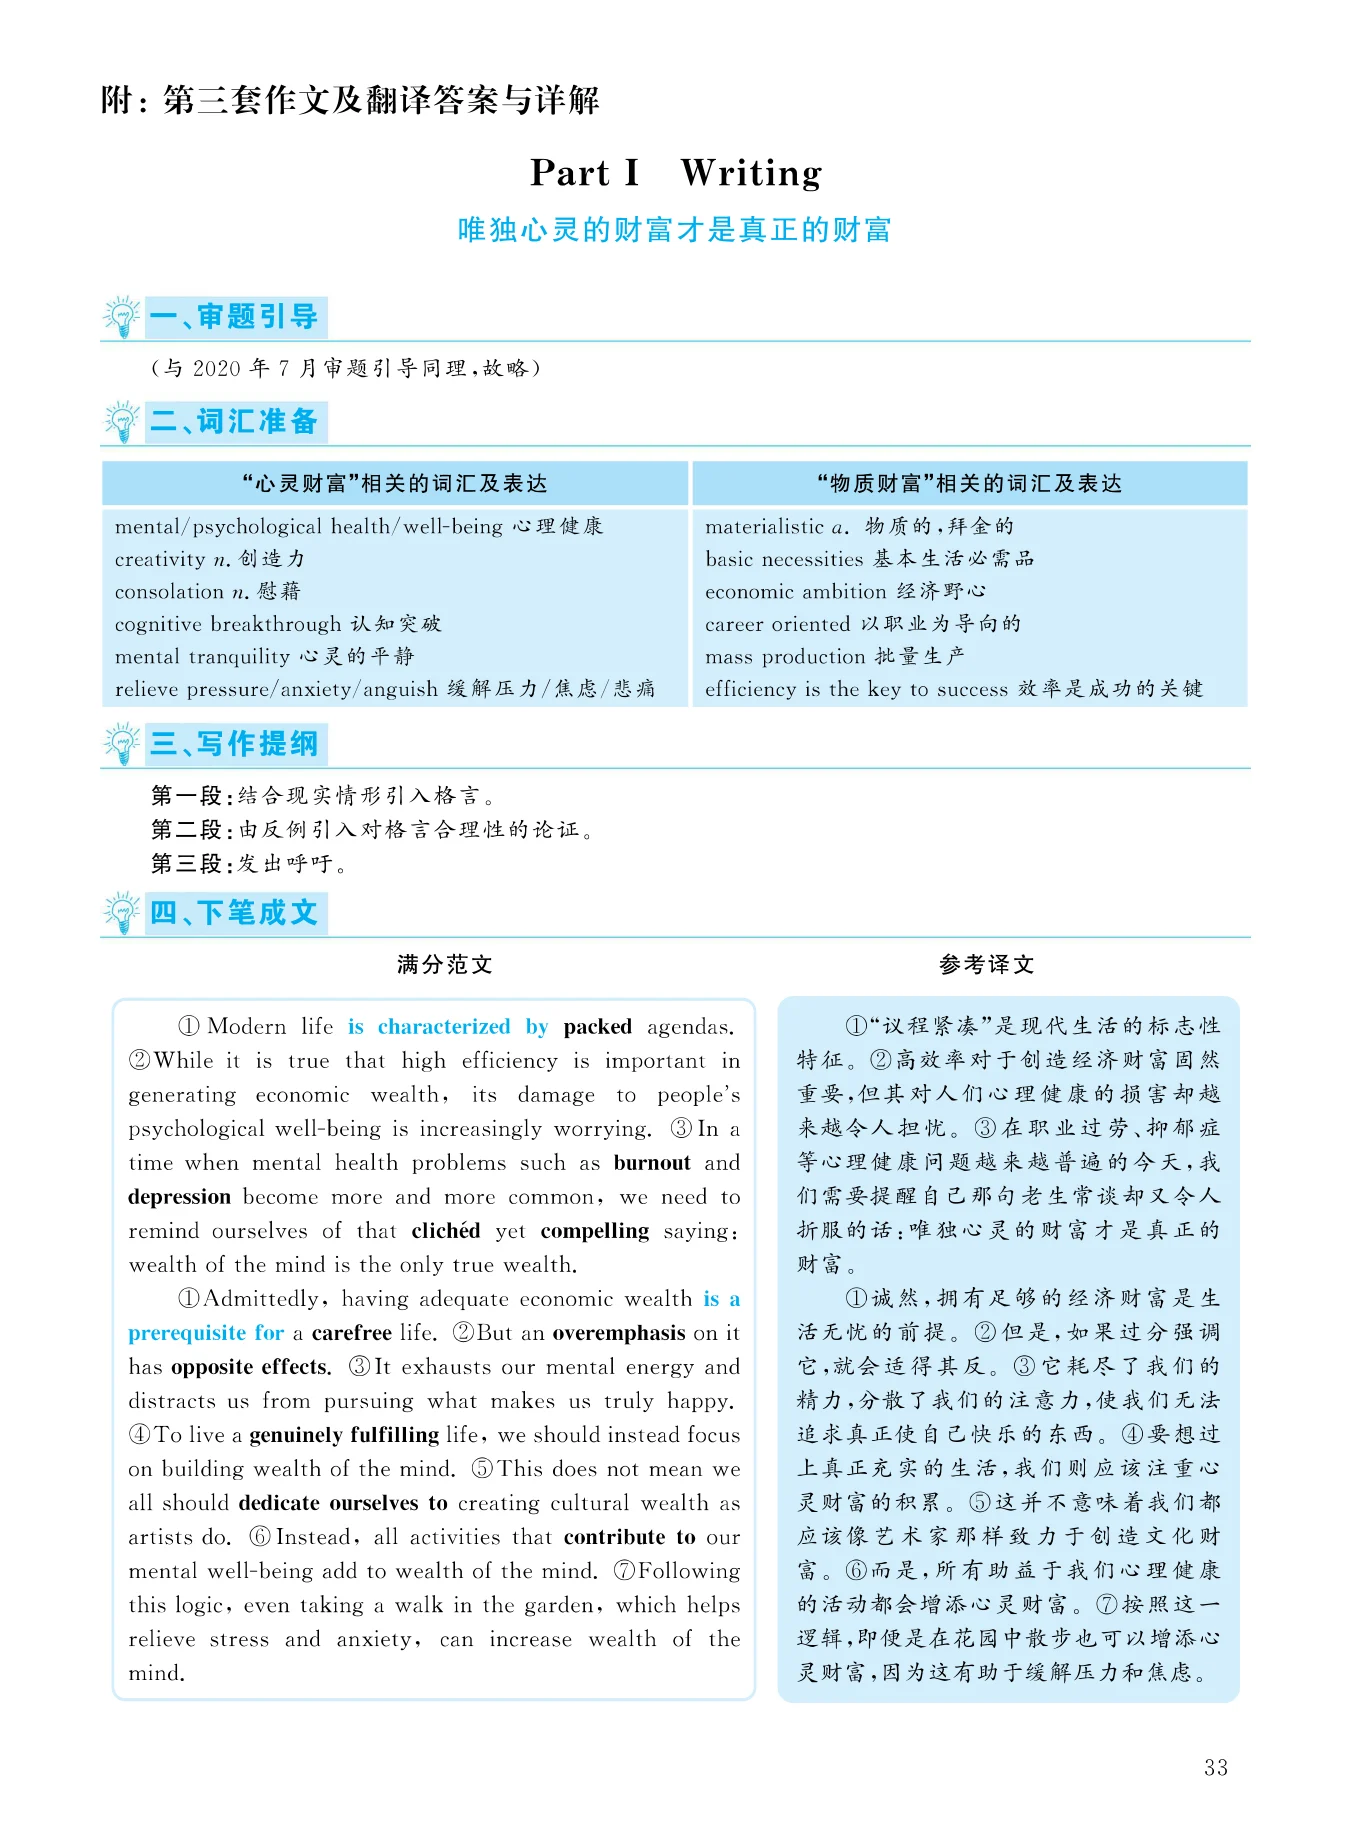 附：第三套作文及翻译答案与详解
Part Ⅰ Writing
唯独心灵的财富才是真正的财富
一、审题引导
（与 2020 年 7 月审题引导同理，故略）
二、词汇准备
“心灵财富”相关的词汇及表达
mental/psychological health/well-being 心理健康
creativity n. 创造力
consolation n. 慰藉
cognitive breakthrough 认知突破
mental tranquility 心灵的平静
relieve pressure/anxiety/anguish 缓解压力/焦虑/悲痛
“物质财富”相关的词汇及表达
materialistic a. 物质的，拜金的
basic necessities 基本生活必需品
economic ambition 经济野心
career oriented 以职业为导向的
mass production 批量生产
efficiency is the key to success 效率是成功的关键
三、写作提纲
第一段：结合现实情形引入格言。
第二段：由反例引入对格言合理性的论证。
第三段：发出呼吁。
四、下笔成文
满分范文
① Modern life is characterized by packed agendas.
②While it is true that high efficiency is important in
generating economic wealth, its damage to people's
psychological well-being is increasingly worrying. ③In a
time when mental health problems such as burnout and
depression become more and more common, we need to
remind ourselves of that clichéd yet compelling saying:
wealth of the mind is the only true wealth.
①Admittedly, having adequate economic wealth is a
prerequisite for a carefree life. ②But an overemphasis on it
has opposite effects. ③It exhausts our mental energy and
distracts us from pursuing what makes us truly happy.
④To live a genuinely fulfilling life, we should instead focus
on building wealth of the mind. ⑤This does not mean we
all should dedicate ourselves to creating cultural wealth as
artists do. ⑥Instead, all activities that contribute to our
mental well-being add to wealth of the mind. ⑦Following
this logic, even taking a walk in the garden, which helps
relieve stress and anxiety, can increase wealth of the
mind.
参考译文
①“议程紧凑”是现代生活的标志性
特征。②高效率对于创造经济财富固然
重要，但其对人们心理健康的损害却越
来越令人担忧。③在职业过劳、抑郁症
等心理健康问题越来越普遍的今天，我
们需要提醒自己那句老生常谈却又令人
折服的话：唯独心灵的财富才是真正的
财富。
①诚然，拥有足够的经济财富是生
活无忧的前提。②但是，如果过分强调
它，就会适得其反。③它耗尽了我们的
精力，分散了我们的注意力，使我们无法
追求真正使自己快乐的东西。④要想过
上真正充实的生活，我们则应该注重心
灵财富的积累。⑤这并不意味着我们都
应该像艺术家那样致力于创造文化财
富。⑥而是，所有助益于我们心理健康
的活动都会增添心灵财富。⑦按照这一
逻辑，即便是在花园中散步也可以增添心
灵财富，因为这有助于缓解压力和焦虑。
33